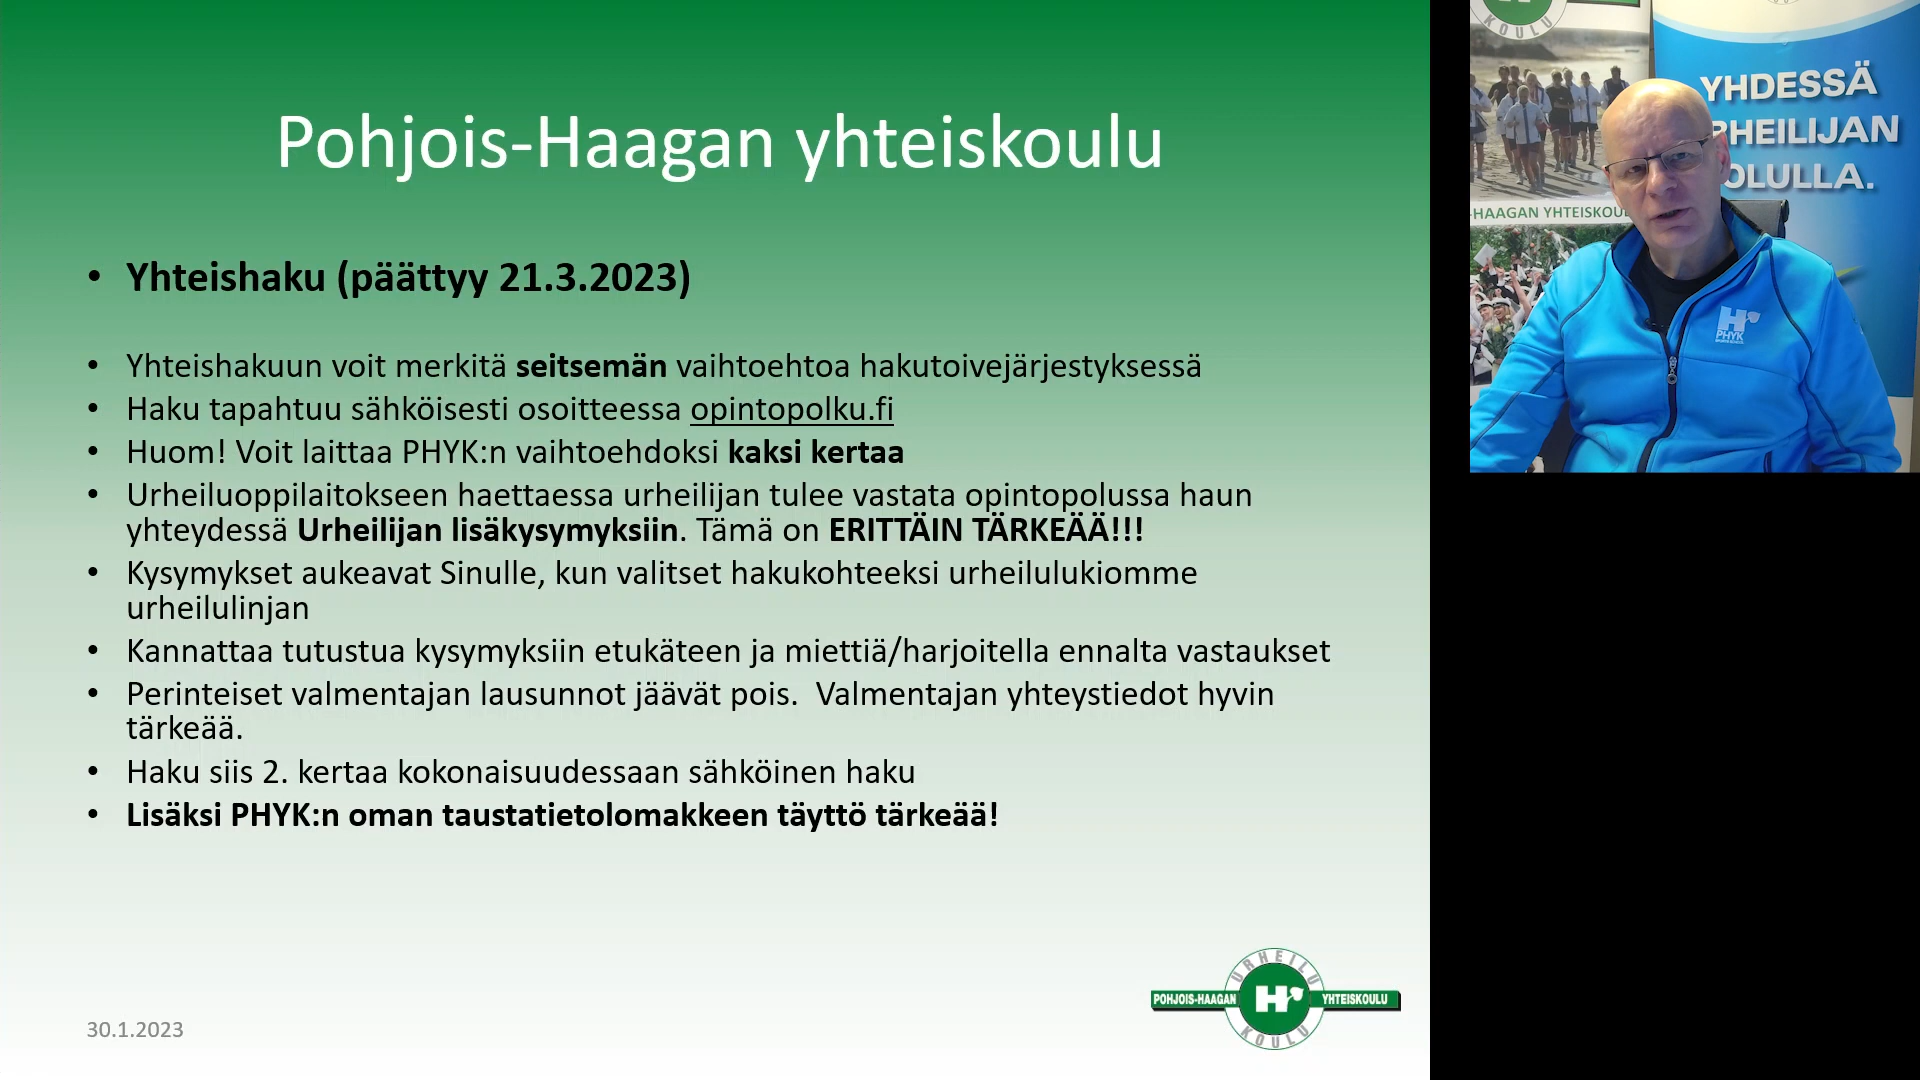 Pohjois-Haagan yhteiskoulu
• Yhteishaku (päättyy 21.3.2023)
• Yhteishakuun voit merkitä seitsemän vaihtoehtoa hakutoivejärjestyksessä
• Haku tapahtuu sähköisesti osoitteessa opintopolku.fi
• Huom! Voit laittaa PHYK:n vaihtoehdoksi kaksi kertaa
• Urheiluoppilaitokseen haettaessa urheilijan tulee vastata opintopolussa haun
yhteydessä Urheilijan lisäkysymyksiin. Tämä on ERITTÄIN TÄRKEÄÄ!!!
• Kysymykset aukeavat Sinulle, kun valitset hakukohteeksi urheilulukiomme
urheilulinjan
• Kannattaa tutustua kysymyksiin etukäteen ja miettiä/harjoitella ennalta vastaukset
• Perinteiset valmentajan lausunnot jäävät pois. Valmentajan yhteystiedot hyvin
tärkeää.
• Haku siis 2. kertaa kokonaisuudessaan sähköinen haku
• Lisäksi PHYK:n oman taustatietolomakkeen täyttö tärkeää!
30.1.2023
URHEILU
POHJOIS-HAAGAN H YHTEISKOULU
KOULU
KOULU
YHDESSÄ
RHEILIJAN
OLULLA.
-HAAGAN YHTEISKOU
H
PHYK